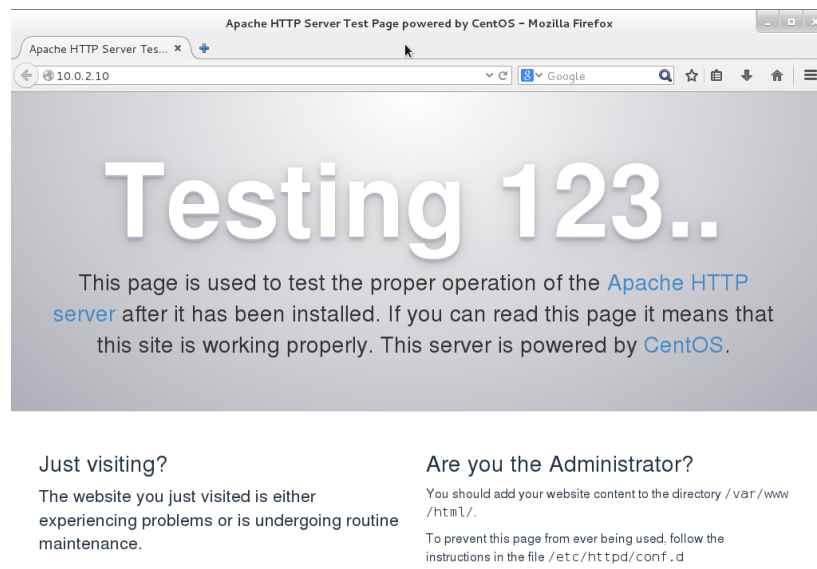 Apache HTTP Server Test Page powered by CentOS - Mozilla Firefox
Apache HTTP Server Tes...
10.0.2.10
Google
Testing 123..
This page is used to test the proper operation of the Apache HTTP
server after it has been installed. If you can read this page it means that
this site is working properly. This server is powered by CentOS.
Just visiting?
The website you just visited is either
experiencing problems or is undergoing routine
maintenance.
Are you the Administrator?
You should add your website content to the directory /var/www
/html/.
To prevent this page from ever being used, follow the
instructions in the file /etc/httpd/conf.d